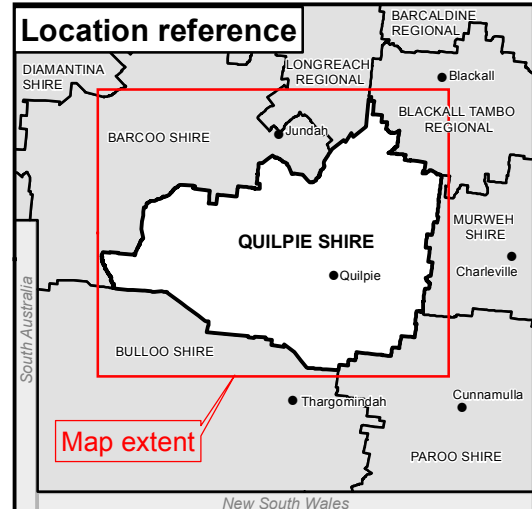 Location reference
BARCALDINE
REGIONAL
DIAMANTINA
SHIRE
LONGREACH
REGIONAL
Blackall
BLACKALL TAMBO
REGIONAL
BARCOO SHIRE
Jundah
MURWEH
SHIRE
QUILPIE SHIRE
Charleville
Quilpie
South Australia
BULLOO SHIRE
Thargomindah
Cunnamulla
Map extent
PAROO SHIRE
New South Wales